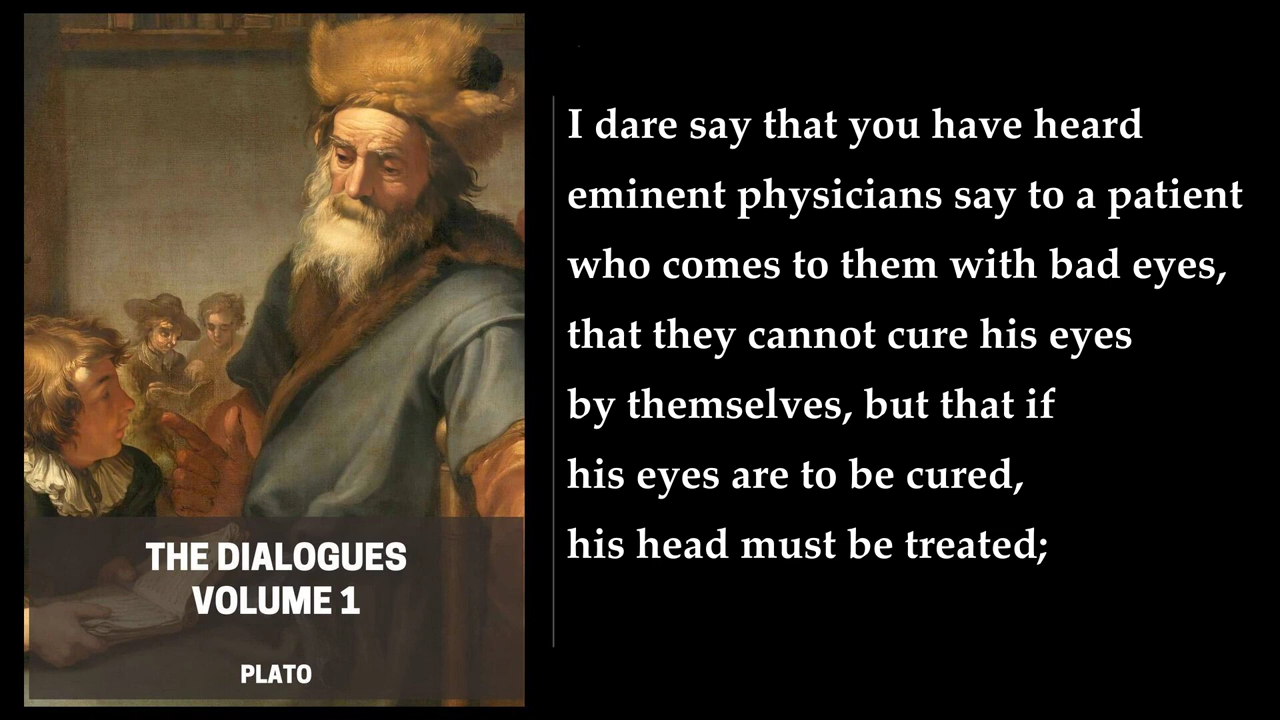 THE DIALOGUES
VOLUME 1
PLATO
I dare say that you have heard
eminent physicians say to a patient
who comes to them with bad eyes,
that they cannot cure his eyes
by themselves, but that if
his eyes are to be cured,
his head must be treated;